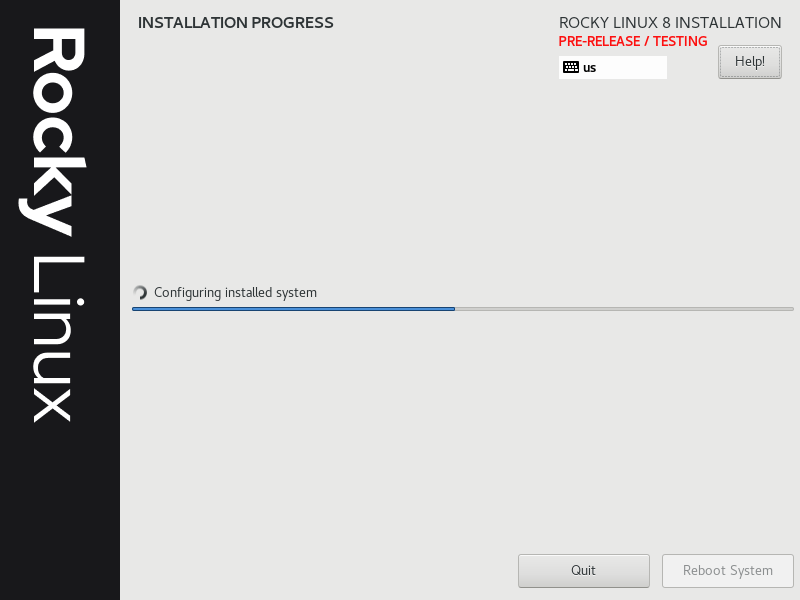 Rocky Linux
INSTALLATION PROGRESS
ROCKY LINUX 8 INSTALLATION
PRE-RELEASE / TESTING
us
Help!
Configuring installed system
Quit
Reboot System